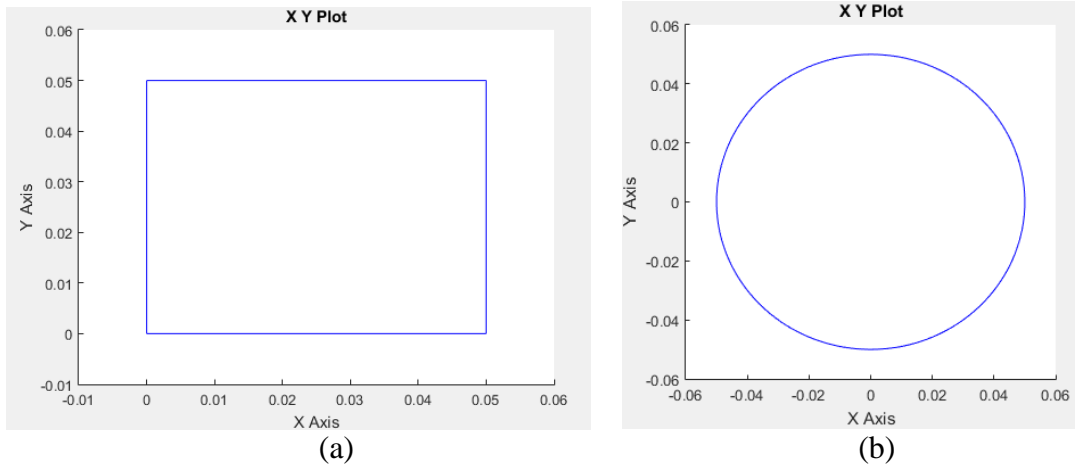 X Y Plot
0.06
0.05
0.04
0.03
0.02
0.01
0
-0.01
Y Axis
-0.01 0 0.01 0.02 0.03 0.04 0.05 0.06
X Axis
(a)
X Y Plot
0.06
0.04
0.02
0
-0.02
-0.04
-0.06
Y Axis
-0.06 -0.04 -0.02 0 0.02 0.04 0.06
X Axis
(b)